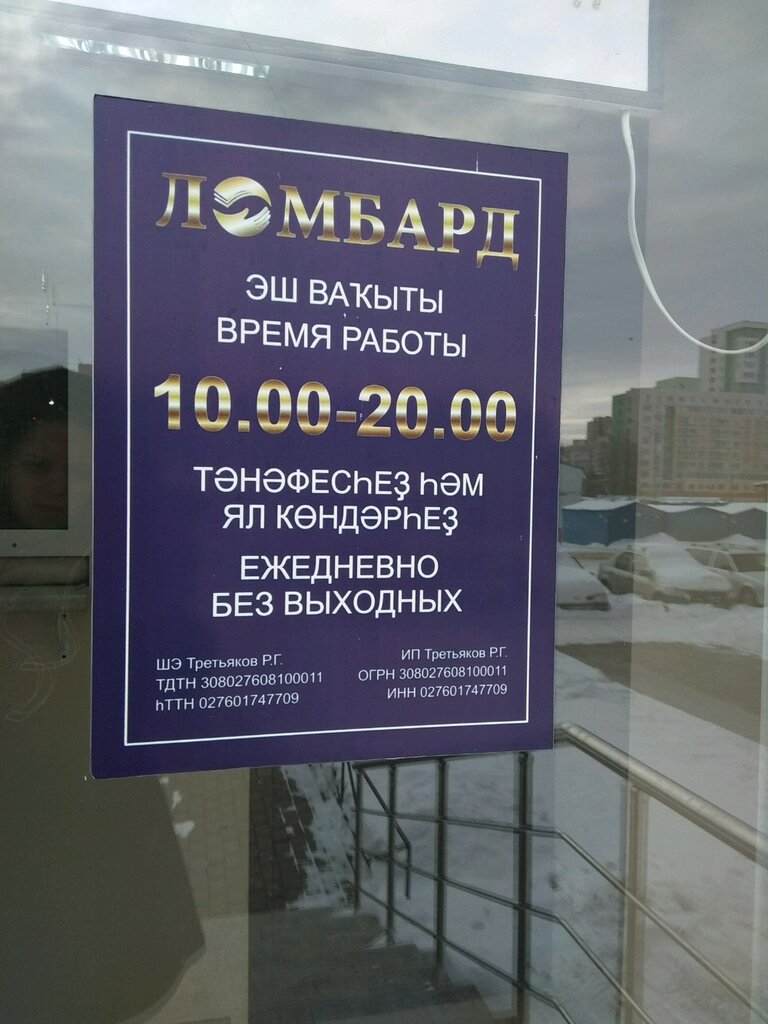 ЛОМБАРД
ЭШ ВАҠЫТЫ
ВРЕМЯ РАБОТЫ
10.00-20.00
ТӘНӘФЕСҺЕҘ ҺӘМ
ЯЛ КӨНДӘРҺЕҘ
ЕЖЕДНЕВНО
БЕЗ ВЫХОДНЫХ
ШЭ Третьяков Р.Г.
ТДТН 308027608100011
һТТН 027601747709
ИП Третьяков Р.Г.
ОГРН 308027608100011
ИНН 027601747709